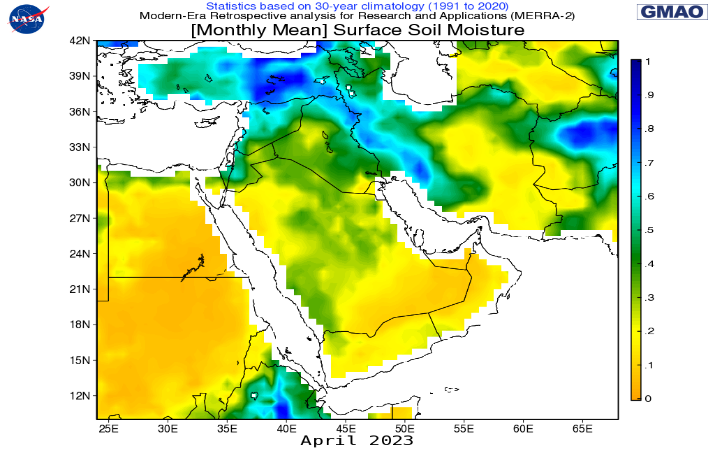 Statistics based on 30-year climatology (1991 to 2020)
Modern-Era Retrospective analysis for Research and Applications (MERRA-2)
[Monthly Mean] Surface Soil Moisture
NASA
GMAO
42N
39N
36N
33N
30N
27N
24N
21N
18N
15N
12N
1
.9
.8
.7
.6
.5
.4
.3
.2
.1
0
25E 30E 35E 40E 45E 50E 55E 60E 65E
April 2023